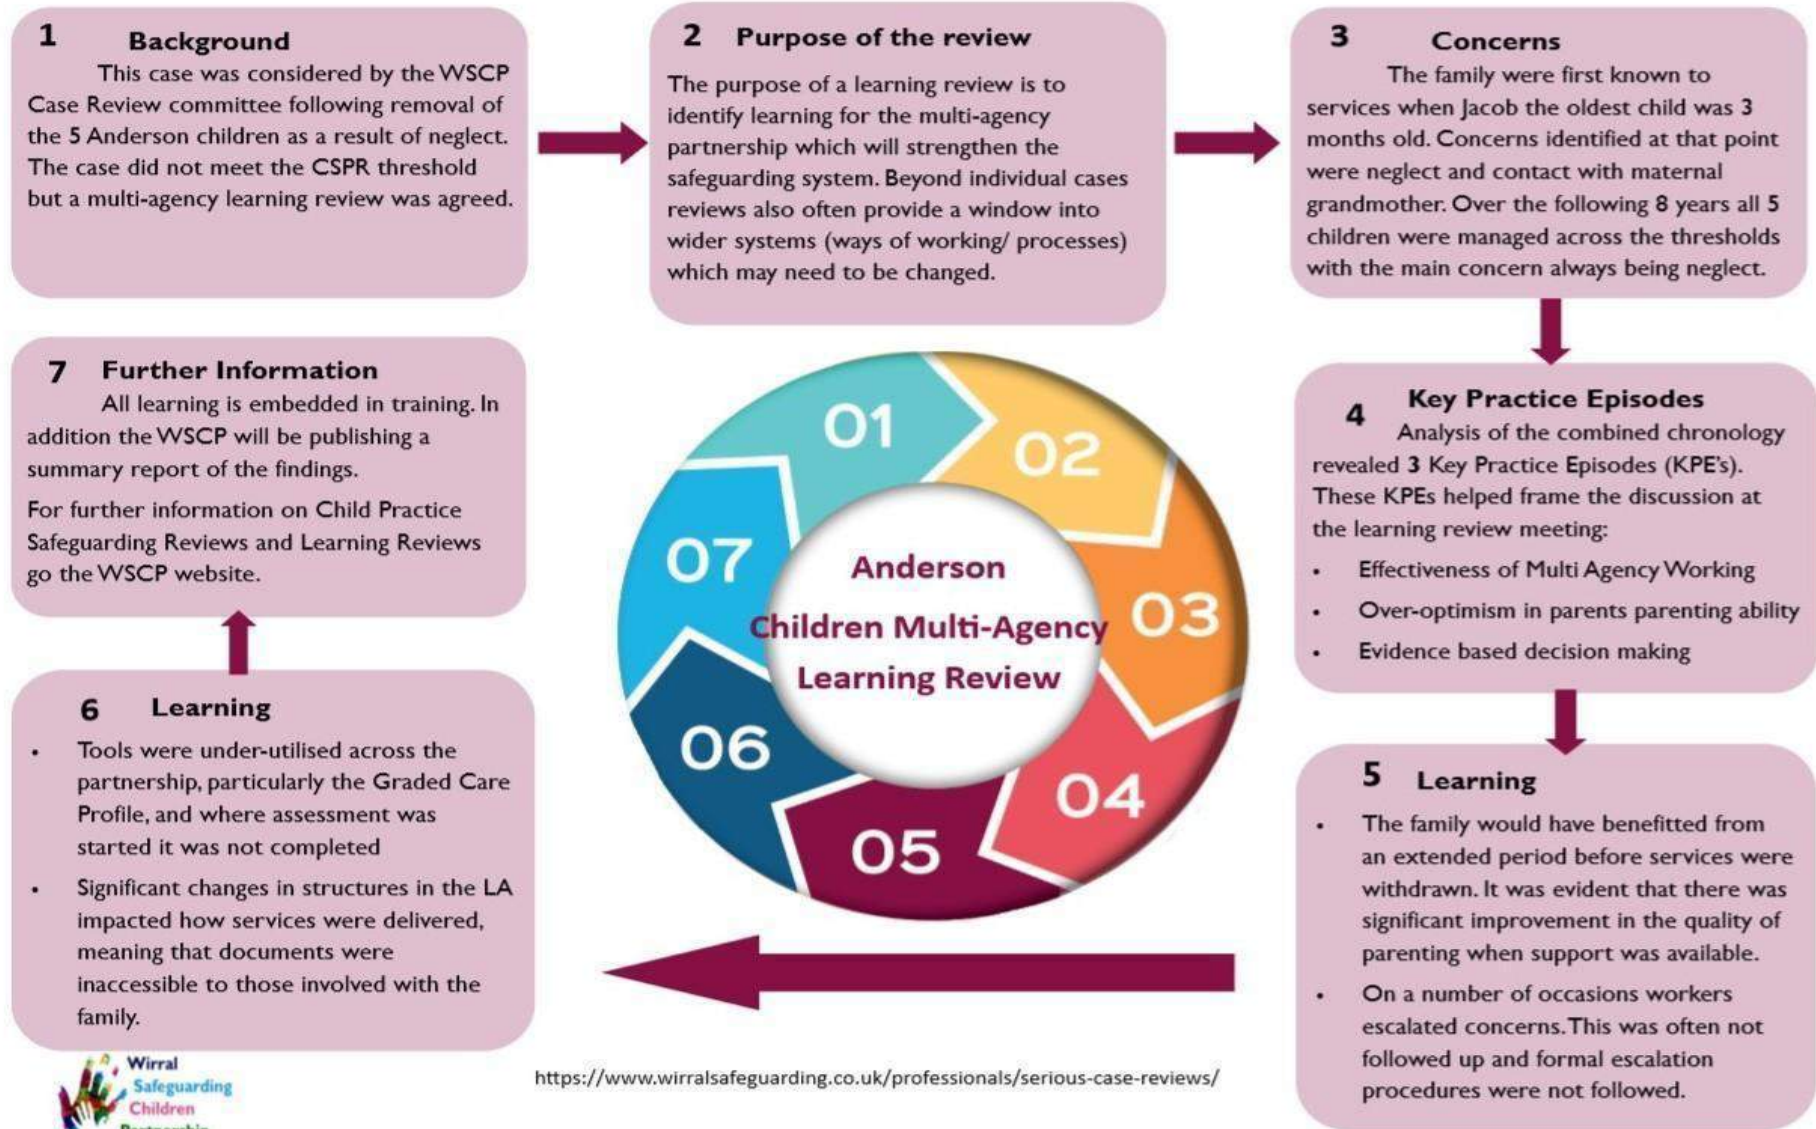 1 Background
This case was considered by the WSCP
Case Review committee following removal of
the 5 Anderson children as a result of neglect.
The case did not meet the CSPR threshold
but a multi-agency learning review was agreed.
2 Purpose of the review
The purpose of a learning review is to
identify learning for the multi-agency
partnership which will strengthen the
safeguarding system. Beyond individual cases
reviews also often provide a window into
wider systems (ways of working/ processes)
which may need to be changed.
3 Concerns
The family were first known to
services when Jacob the oldest child was 3
months old. Concerns identified at that point
were neglect and contact with maternal
grandmother. Over the following 8 years all 5
children were managed across the thresholds
with the main concern always being neglect.
4 Key Practice Episodes
Analysis of the combined chronology
revealed 3 Key Practice Episodes (KPE's).
These KPEs helped frame the discussion at
the learning review meeting:
• Effectiveness of Multi Agency Working
• Over-optimism in parents parenting ability
• Evidence based decision making
5 Learning
• The family would have benefitted from
an extended period before services were
withdrawn. It was evident that there was
significant improvement in the quality of
parenting when support was available.
• On a number of occasions workers
escalated concerns. This was often not
followed up and formal escalation
procedures were not followed.
6 Learning
• Tools were under-utilised across the
partnership, particularly the Graded Care
Profile, and where assessment was
started it was not completed
• Significant changes in structures in the LA
impacted how services were delivered,
meaning that documents were
inaccessible to those involved with the
family.
7 Further Information
All learning is embedded in training. In
addition the WSCP will be publishing a
summary report of the findings.
For further information on Child Practice
Safeguarding Reviews and Learning Reviews
go the WSCP website.
01
02
03
04
05
06
07
Anderson
Children Multi-Agency
Learning Review
Wirral
Safeguarding
Children
Partnership
https://www.wirralsafeguarding.co.uk/professionals/serious-case-reviews/